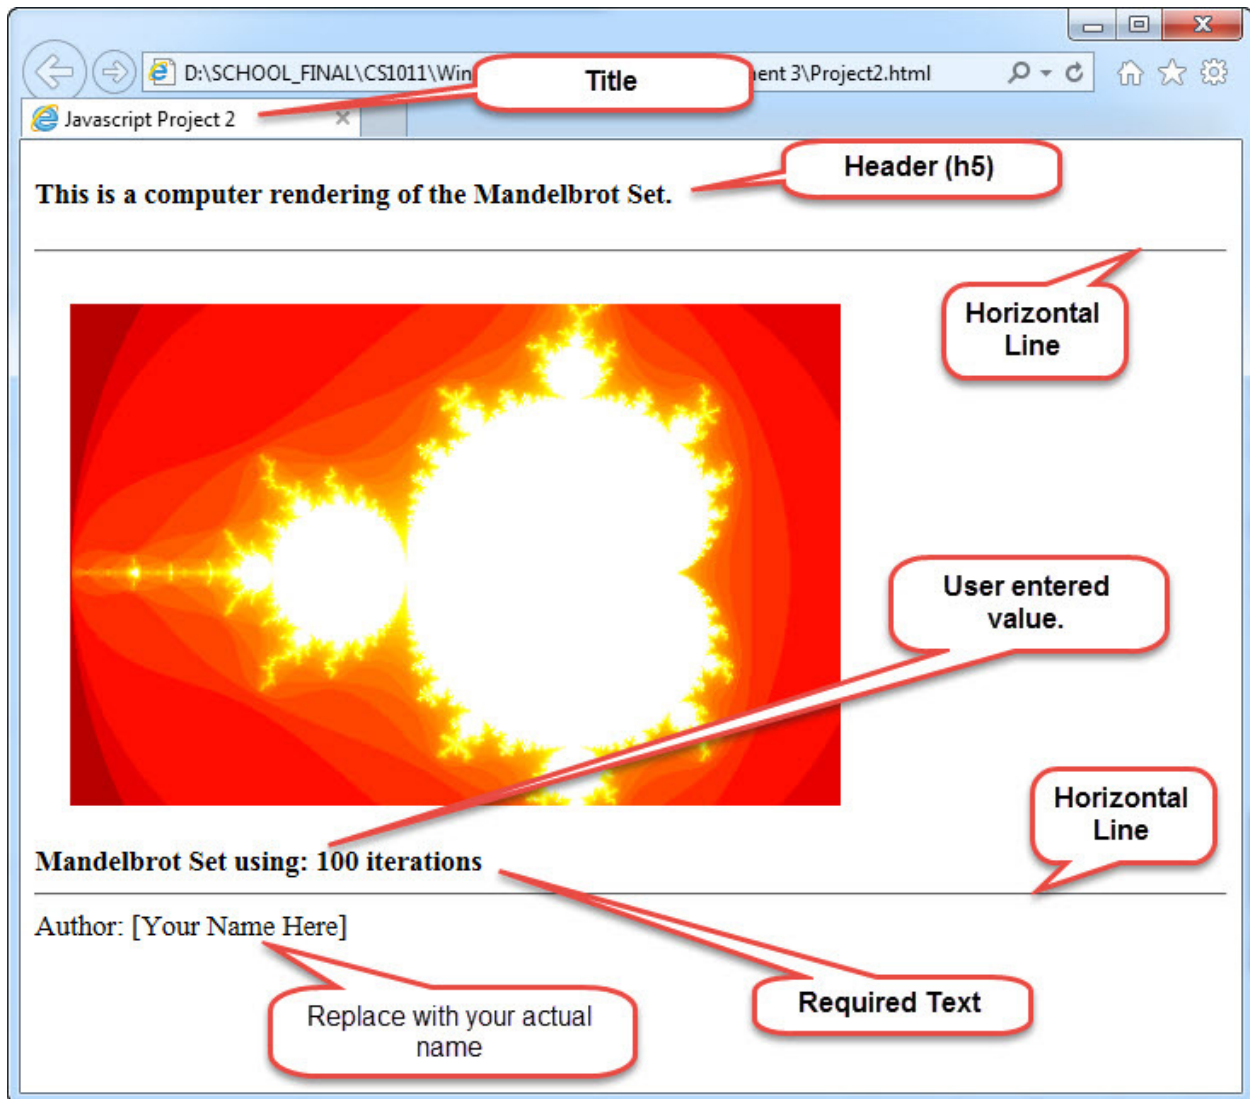 D:\SCHOOL_FINAL\CS1011\Win
Title
ment 3\Project2.html
Javascript Project 2
Header (h5)
This is a computer rendering of the Mandelbrot Set.
Horizontal
Line
User entered
value.
Horizontal
Line
Mandelbrot Set using: 100 iterations
Author: [Your Name Here]
Required Text
Replace with your actual
name